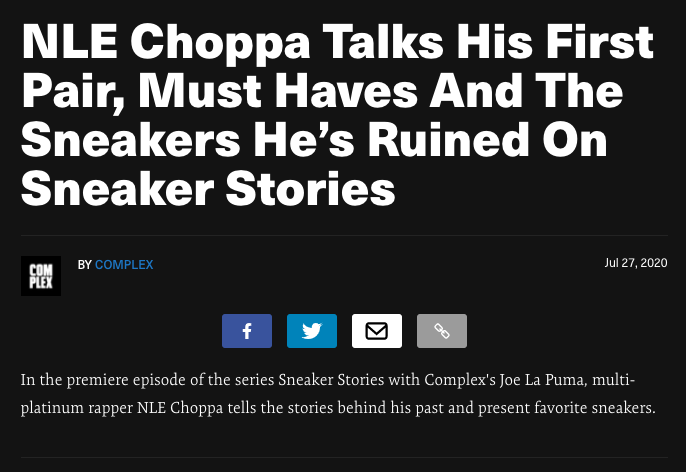 NLE Choppa Talks His First
Pair, Must Haves And The
Sneakers He’s Ruined On
Sneaker Stories
COM
PLEX
BY COMPLEX
Jul 27, 2020
In the premiere episode of the series Sneaker Stories with Complex's Joe La Puma, multi-
platinum rapper NLE Choppa tells the stories behind his past and present favorite sneakers.